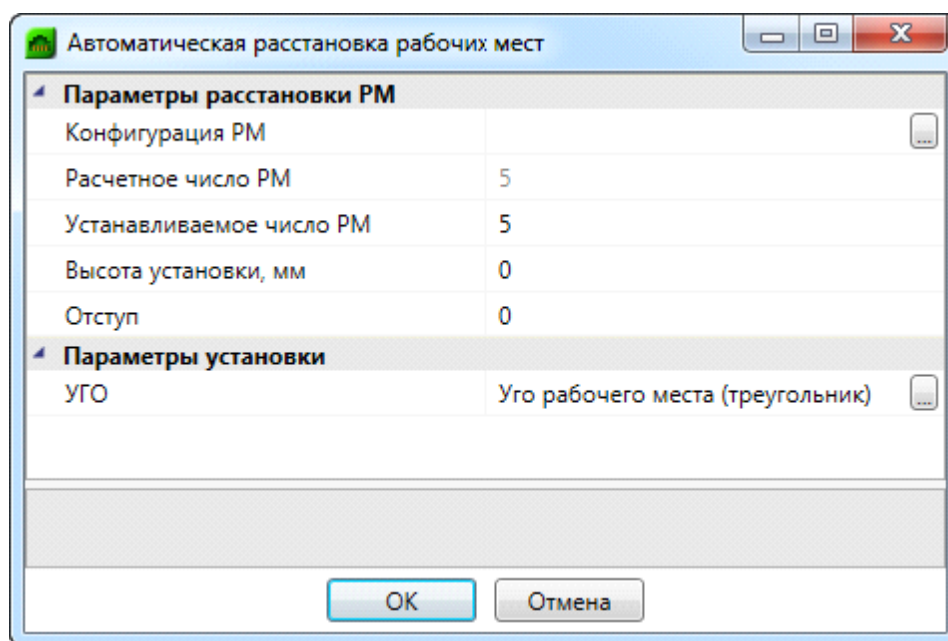 Автоматическая расстановка рабочих мест
Параметры расстановки РМ
Конфигурация РМ ...
Расчетное число РМ 5
Устанавливаемое число РМ 5
Высота установки, мм 0
Отступ 0
Параметры установки
УГО Уго рабочего места (треугольник) ...
ОК Отмена